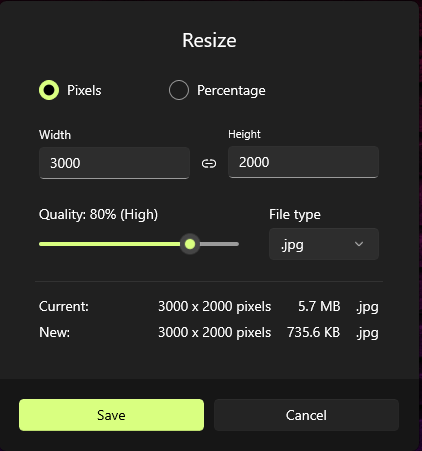 Resize
Pixels Percentage
Width Height
3000 2000
Quality: 80% (High) File type
.jpg
Current: 3000 x 2000 pixels 5.7 MB .jpg
New: 3000 x 2000 pixels 735.6 KB .jpg
Save Cancel